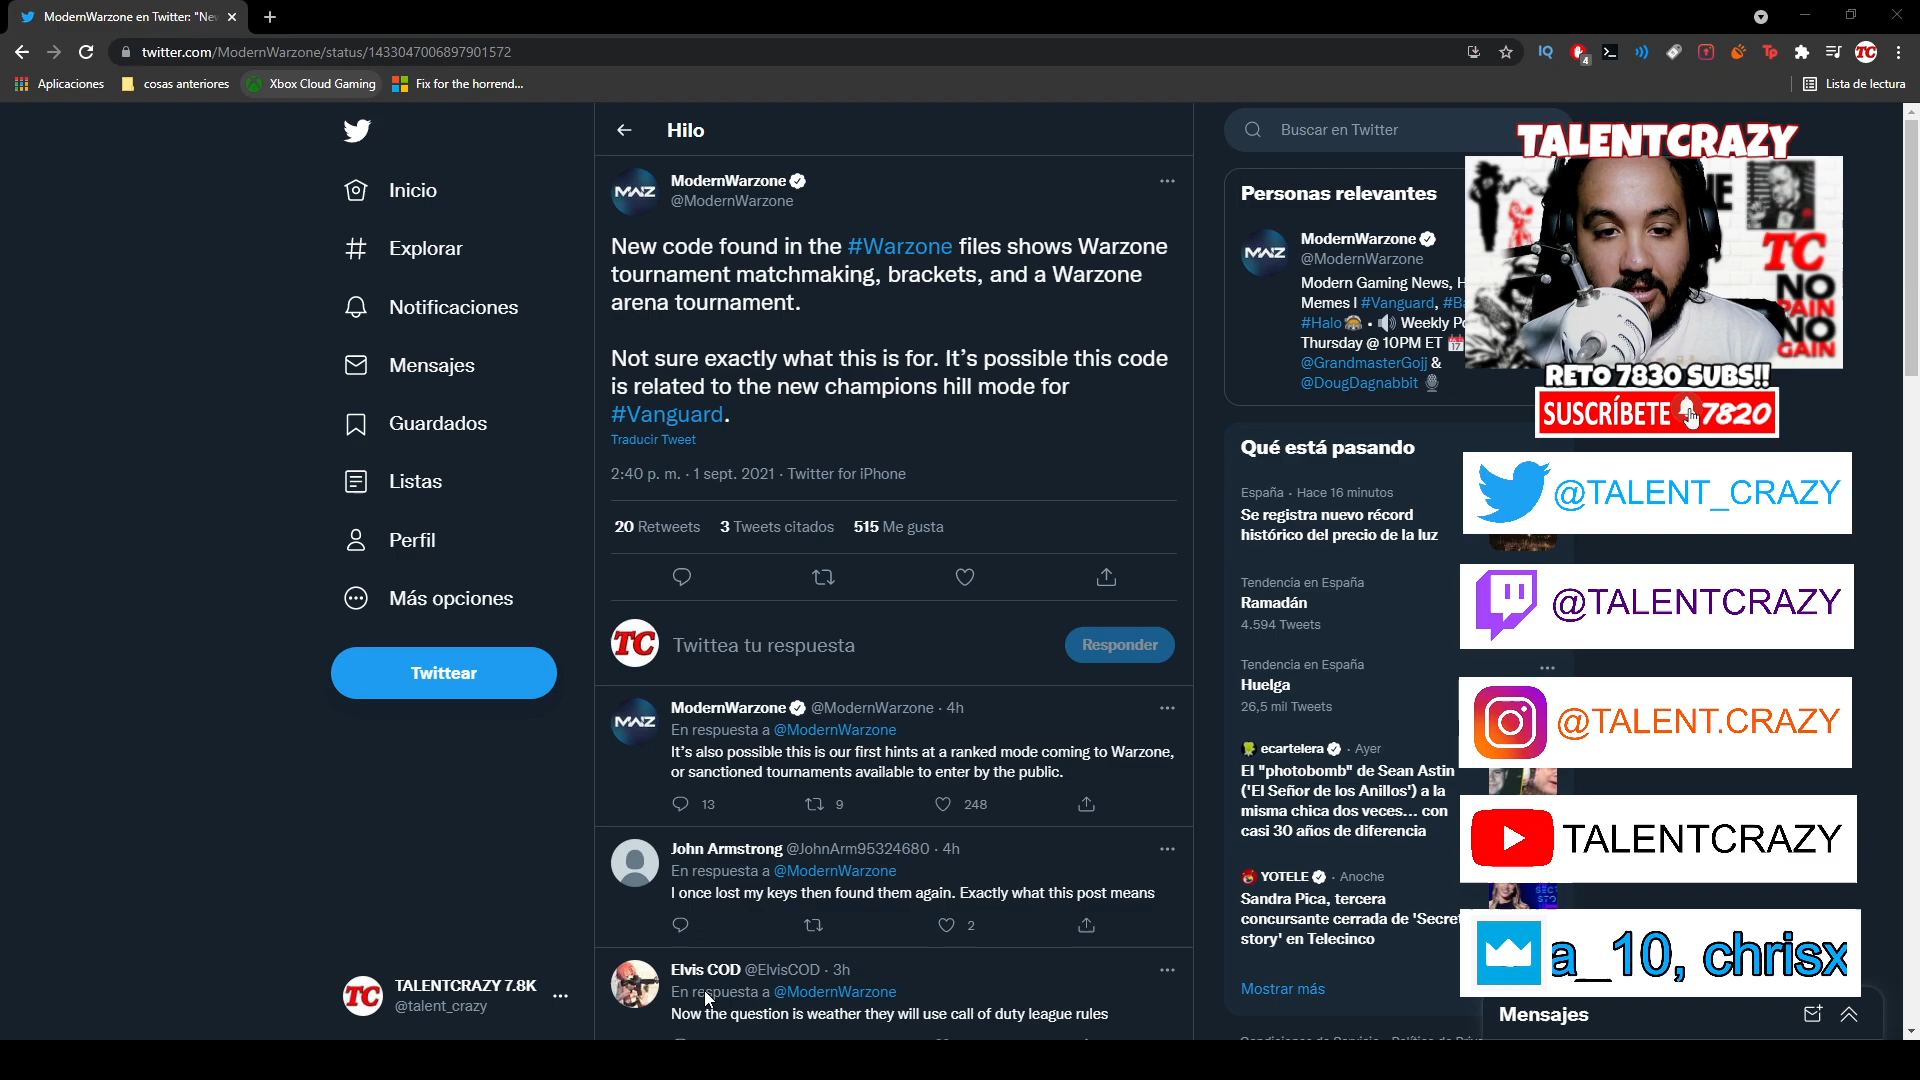 ModernWarzone en Twitter: "Nev
twitter.com/ModernWarzone/status/1433047006897901572
4
TC
Aplicaciones
cosas anteriores
Xbox Cloud Gaming
Fix for the horrend...
Lista de lectura
Inicio
Explorar
Notificaciones
Mensajes
Guardados
Listas
Perfil
Más opciones
Twittear
TC
TALENTCRAZY 7.8K
@talent_crazy
Hilo
MWZ
ModernWarzone
@ModernWarzone
New code found in the #Warzone files shows Warzone
tournament matchmaking, brackets, and a Warzone
arena tournament.
Not sure exactly what this is for. It's possible this code
is related to the new champions hill mode for
#Vanguard.
Traducir Tweet
2:40 p. m. · 1 sept. 2021 · Twitter for iPhone
20 Retweets 3 Tweets citados 515 Me gusta
TC
Twittea tu respuesta
Responder
MWZ
ModernWarzone @ModernWarzone · 4h
En respuesta a @ModernWarzone
It's also possible this is our first hints at a ranked mode coming to Warzone,
or sanctioned tournaments available to enter by the public.
13 9 248
John Armstrong @JohnArm95324680 · 4h
En respuesta a @ModernWarzone
I once lost my keys then found them again. Exactly what this post means
2
Elvis COD @ElvisCOD · 3h
En respuesta a @ModernWarzone
Now the question is weather they will use call of duty league rules
Buscar en Twitter
Personas relevantes
MWZ
ModernWarzone
@ModernWarzone
Modern Gaming News, H
Memes I #Vanguard, #Ba
#Halo · Weekly Po
Thursday @ 10PM ET
@GrandmasterGojj &
@DougDagnabbit
Qué está pasando
España · Hace 16 minutos
Se registra nuevo récord
histórico del precio de la luz
Tendencia en España
Ramadán
4.594 Tweets
Tendencia en España
Huelga
26,5 mil Tweets
ecartelera · Ayer
El "photobomb" de Sean Astin
('El Señor de los Anillos') a la
misma chica dos veces... con
casi 30 años de diferencia
YOTELE · Anoche
Sandra Pica, tercera
concursante cerrada de 'Secret
story' en Telecinco
Mostrar más
Mensajes
TALENTCRAZY
TC
NO
PAIN
NO
GAIN
RETO 7830 SUBS!!
SUSCRÍBETE 7820
@TALENT_CRAZY
@TALENTCRAZY
@TALENT.CRAZY
TALENTCRAZY
a_10, chrisx